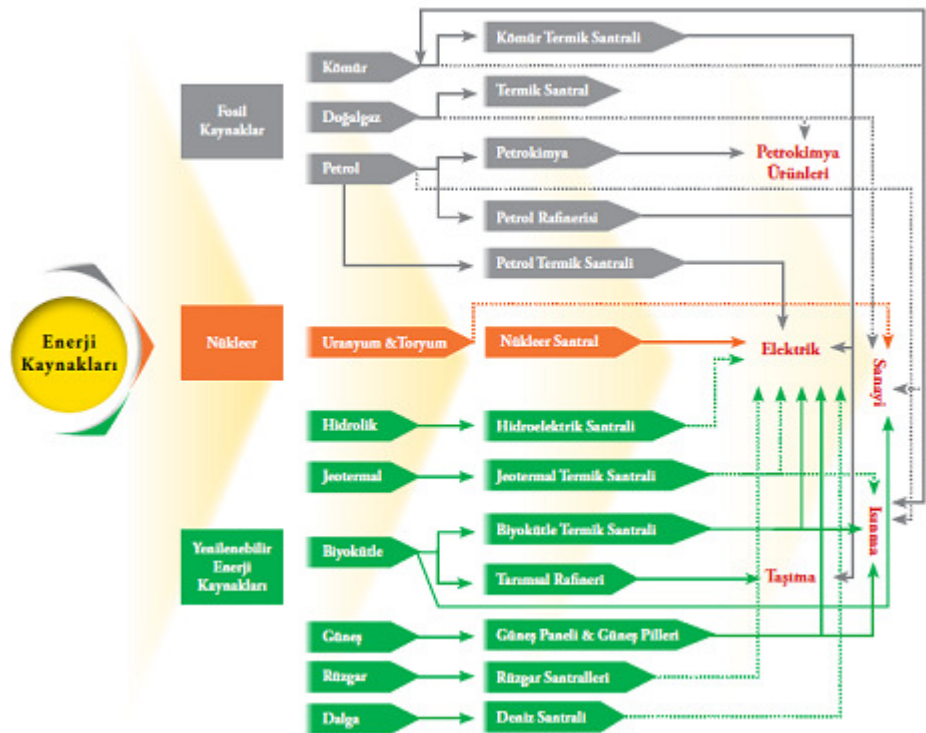 Enerji
Kaynakları
Fosil
Kaynaklar
Kömür
Kömür Termik Santrali
Doğalgaz
Termik Santral
Petrol
Petrokimya
Petrokimya
Ürünleri
Petrol Rafinerisi
Petrol Termik Santrali
Nükleer
Uranyum &Toryum
Nükleer Santral
Elektrik
Sanayi
Hidrolik
Hidroelektrik Santrali
Jeotermal
Jeotermal Termik Santrali
Isınma
Yenilenebilir
Enerji
Kaynakları
Biyokütle
Biyokütle Termik Santrali
Tarımsal Rafineri
Taşıma
Güneş
Güneş Paneli & Güneş Pilleri
Rüzgar
Rüzgar Santralleri
Dalga
Deniz Santrali